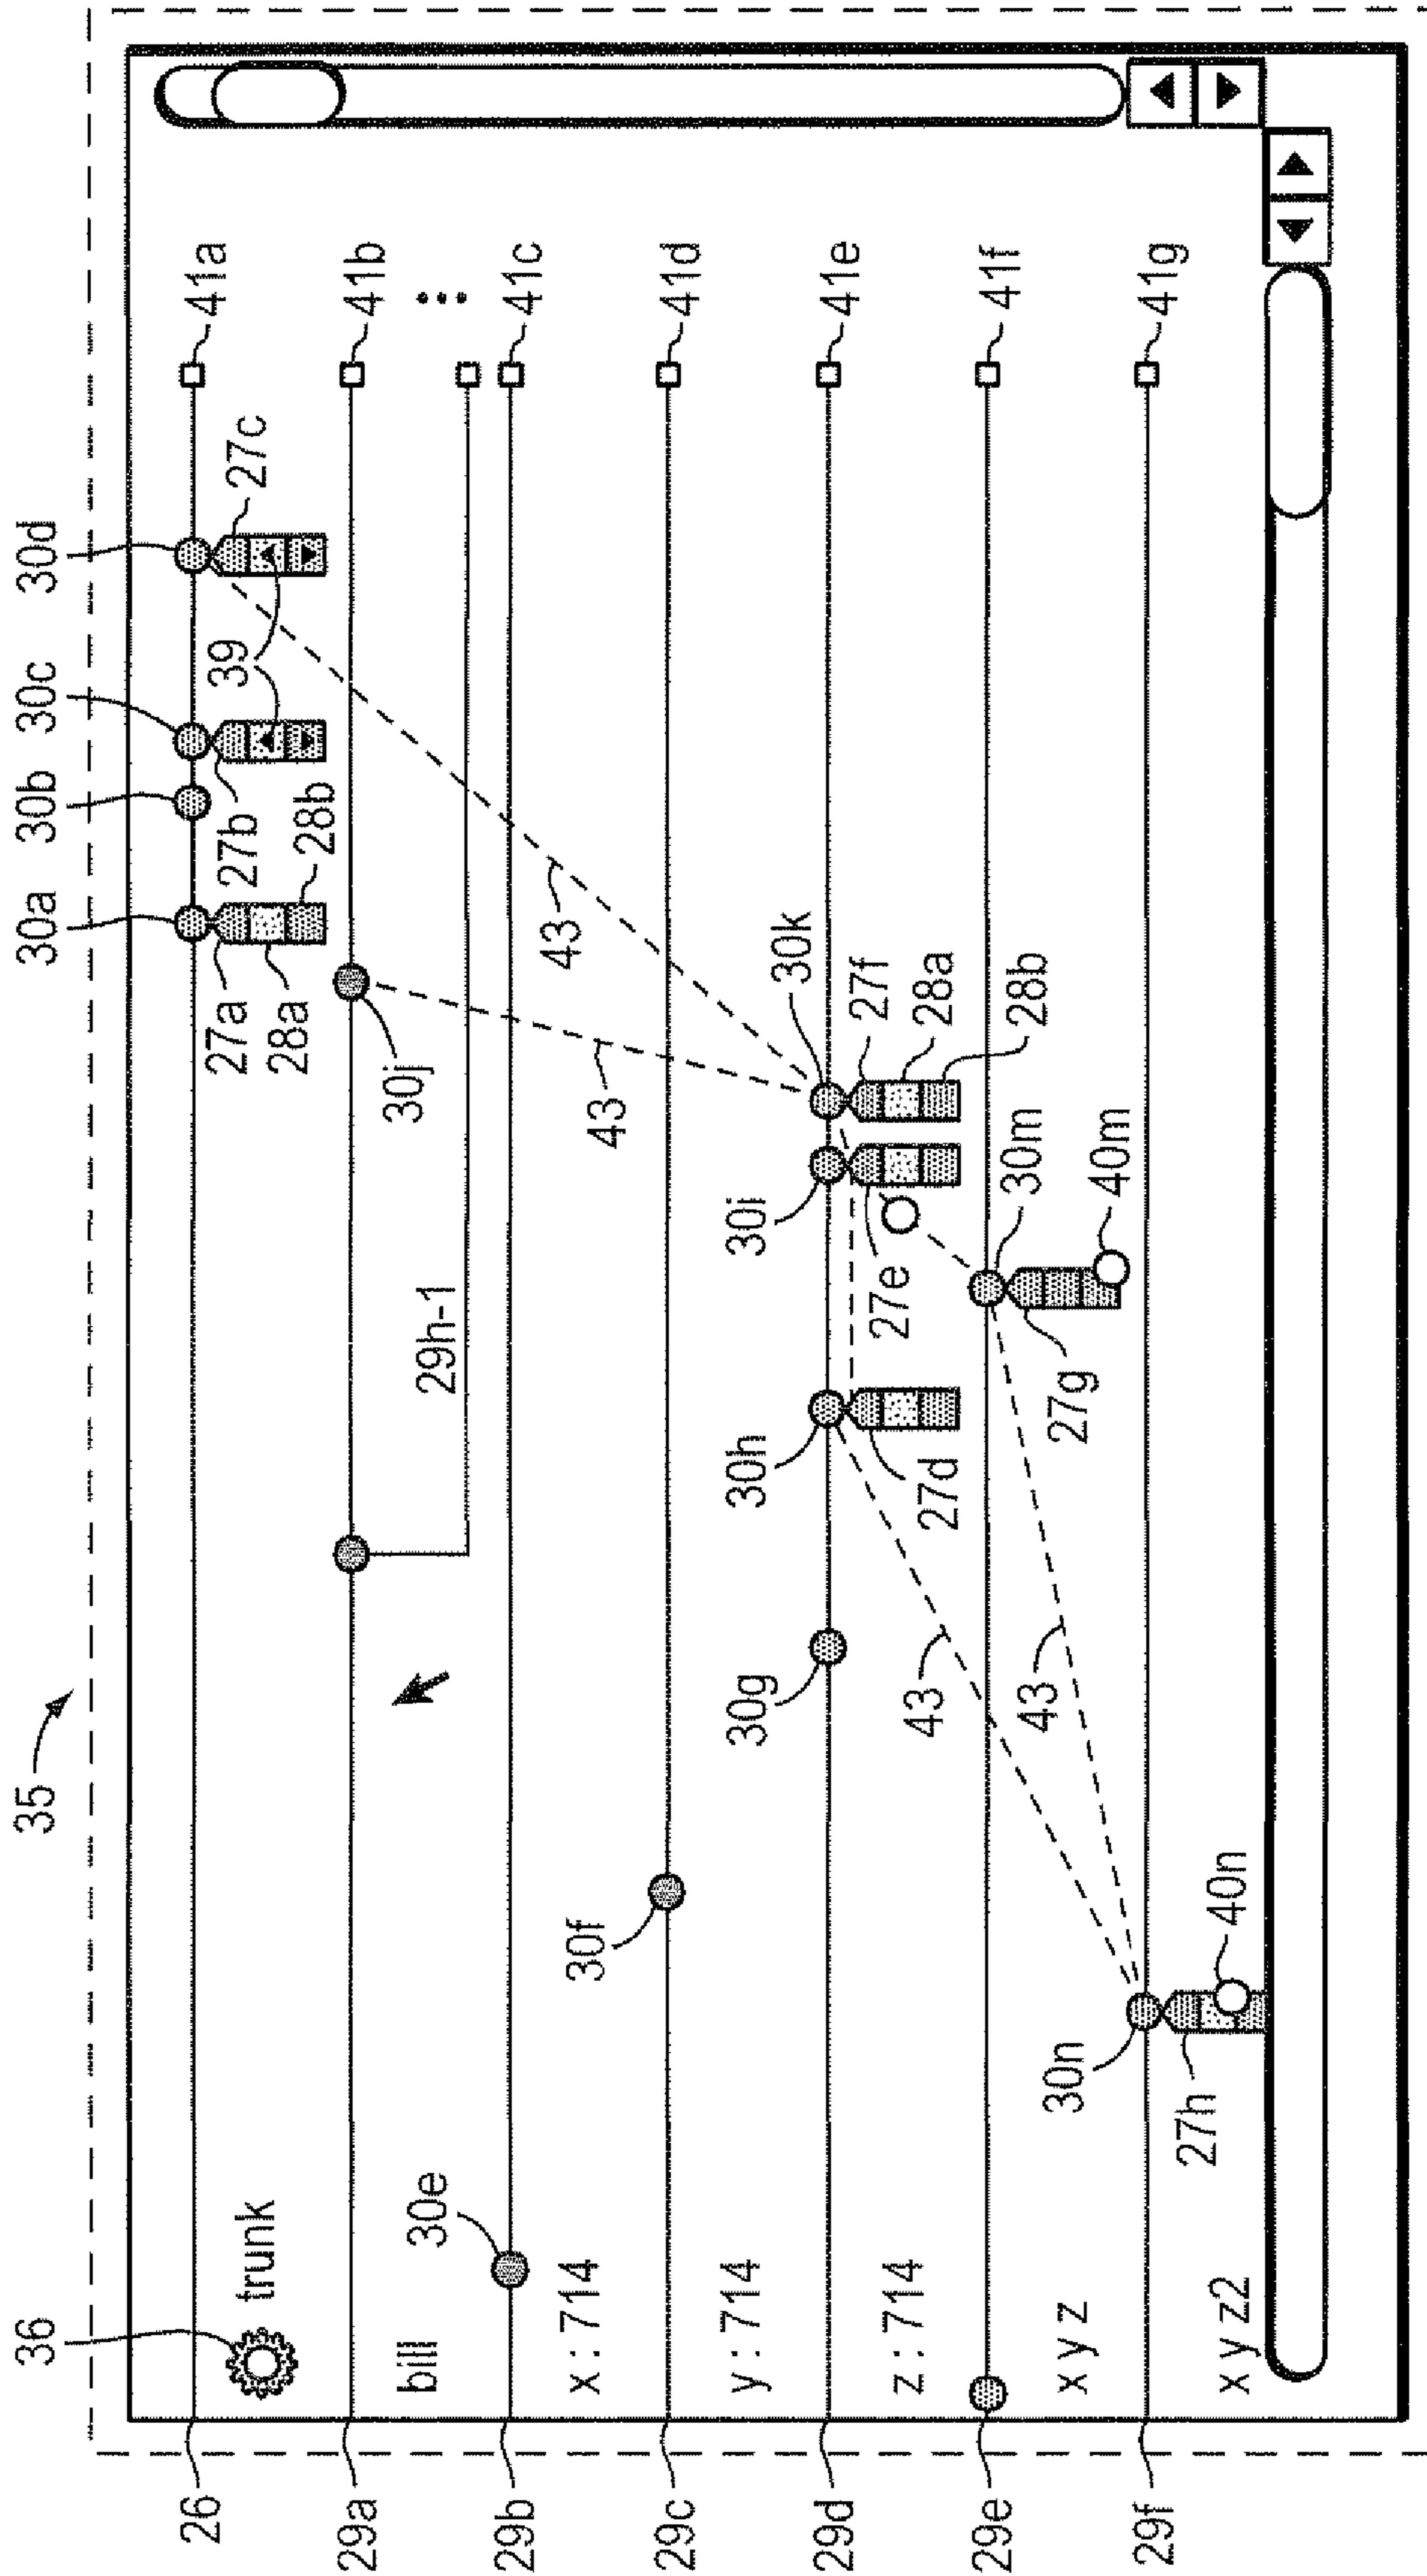 35
36
30a
30b
30c
30d
26
trunk
27a
28a
27b
28b
39
27c
41a
29a
bill
30j
41b
29h-1
30e
29b
x : 714
43
41c
30f
43
29c
y : 714
41d
30g
30h
30i
30k
29d
z : 714
43
27d
27e
27f
28a
28b
41e
29e
x y z
43
27g
30m
40m
41f
30n
29f
x y z2
27h
40n
41g